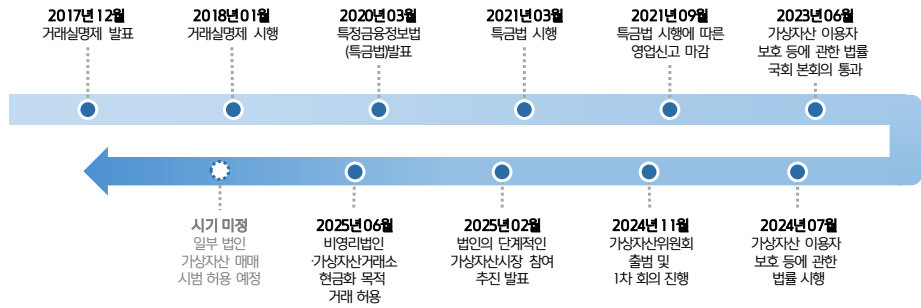 2017년 12월
거래실명제 발표
2018년 01월
거래실명제 시행
2020년 03월
특정금융정보법
(특금법)발표
2021년 03월
특금법 시행
2021년 09월
특금법 시행에 따른
영업신고 마감
2023년 06월
가상자산 이용자
보호 등에 관한 법률
국회 본회의 통과
2024년 07월
가상자산 이용자
보호 등에 관한
법률 시행
2024년 11월
가상자산위원회
출범 및
1차 회의 진행
2025년 02월
법인의 단계적인
가상자산시장 참여
추진 발표
2025년 06월
비영리법인
·가상자산거래소
현금화 목적
거래 허용
시기 미정
일부 법인
가상자산 매매
시범 허용 예정